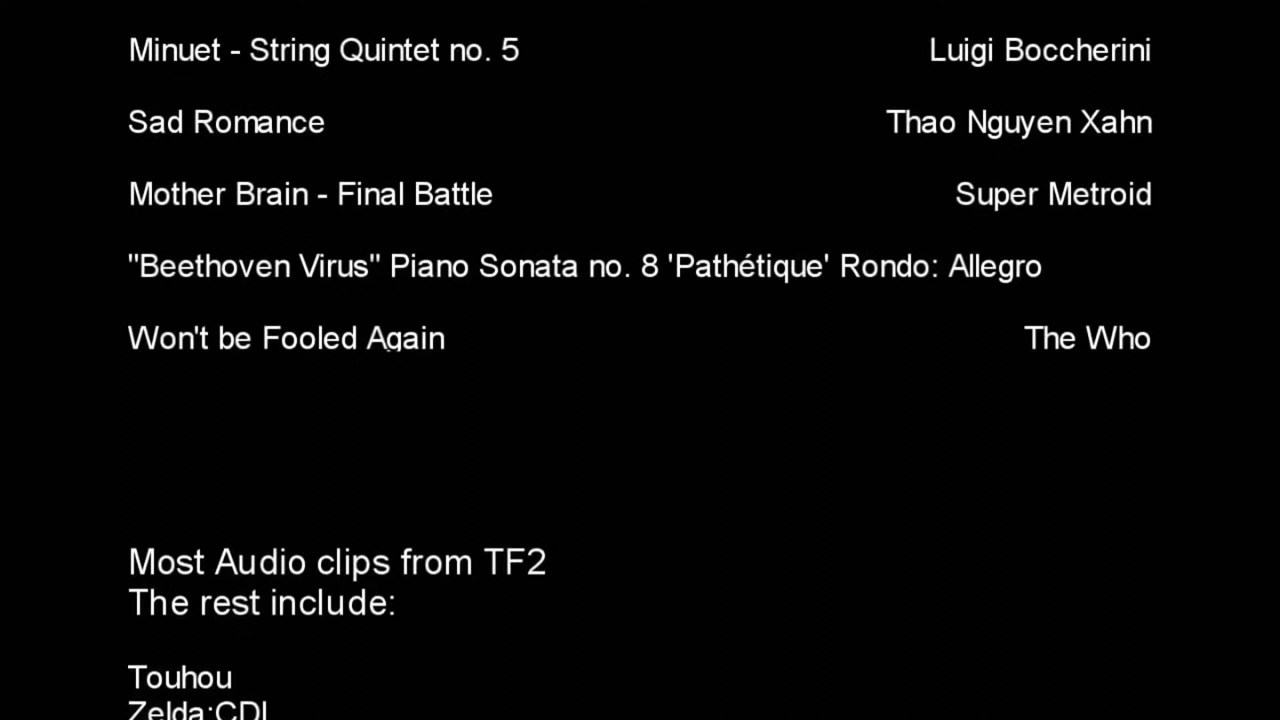 Minuet - String Quintet no. 5 Luigi Boccherini
Sad Romance Thao Nguyen Xahn
Mother Brain - Final Battle Super Metroid
"Beethoven Virus" Piano Sonata no. 8 'Pathétique' Rondo: Allegro
Won't be Fooled Again The Who
Most Audio clips from TF2
The rest include:
Touhou
Zelda:CDI